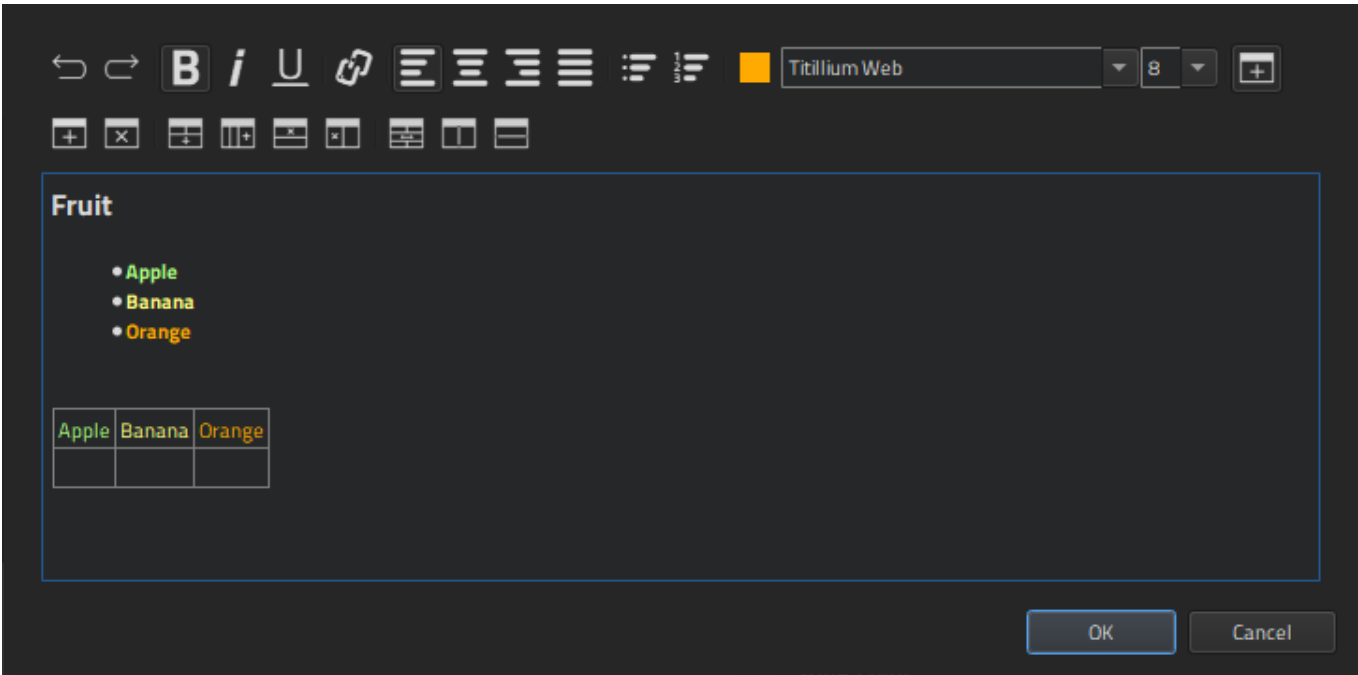 B i U Titillium Web 8
Fruit
Apple
Banana
Orange
Apple Banana Orange
OK Cancel